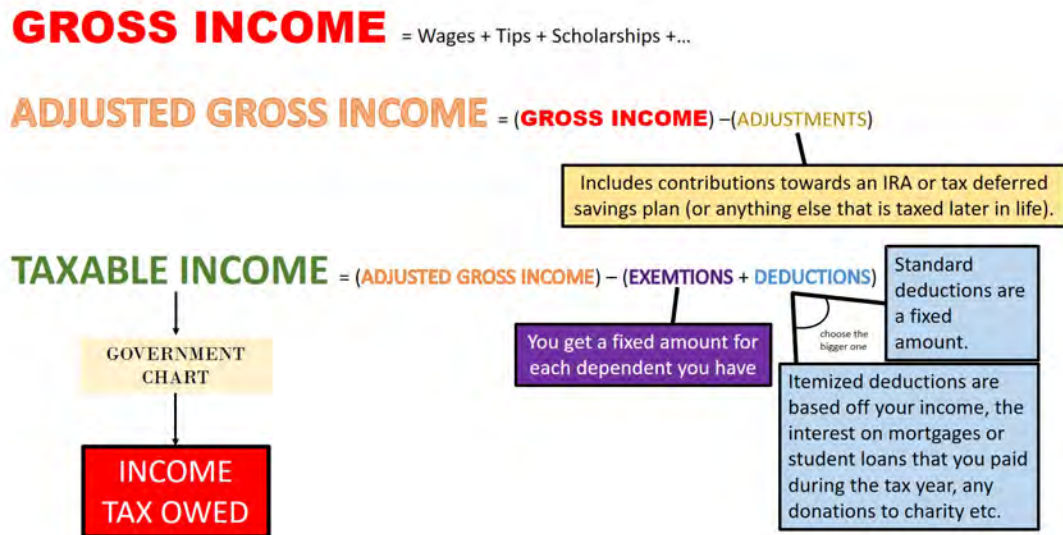 GROSS INCOME = Wages + Tips + Scholarships +...
ADJUSTED GROSS INCOME = (GROSS INCOME) –(ADJUSTMENTS)
Includes contributions towards an IRA or tax deferred
savings plan (or anything else that is taxed later in life).
TAXABLE INCOME = (ADJUSTED GROSS INCOME) – (EXEMTIONS + DEDUCTIONS)
Standard
deductions are
a fixed
amount.
choose the
bigger one
You get a fixed amount for
each dependent you have
Itemized deductions are
based off your income, the
interest on mortgages or
student loans that you paid
during the tax year, any
donations to charity etc.
GOVERNMENT
CHART
INCOME
TAX OWED